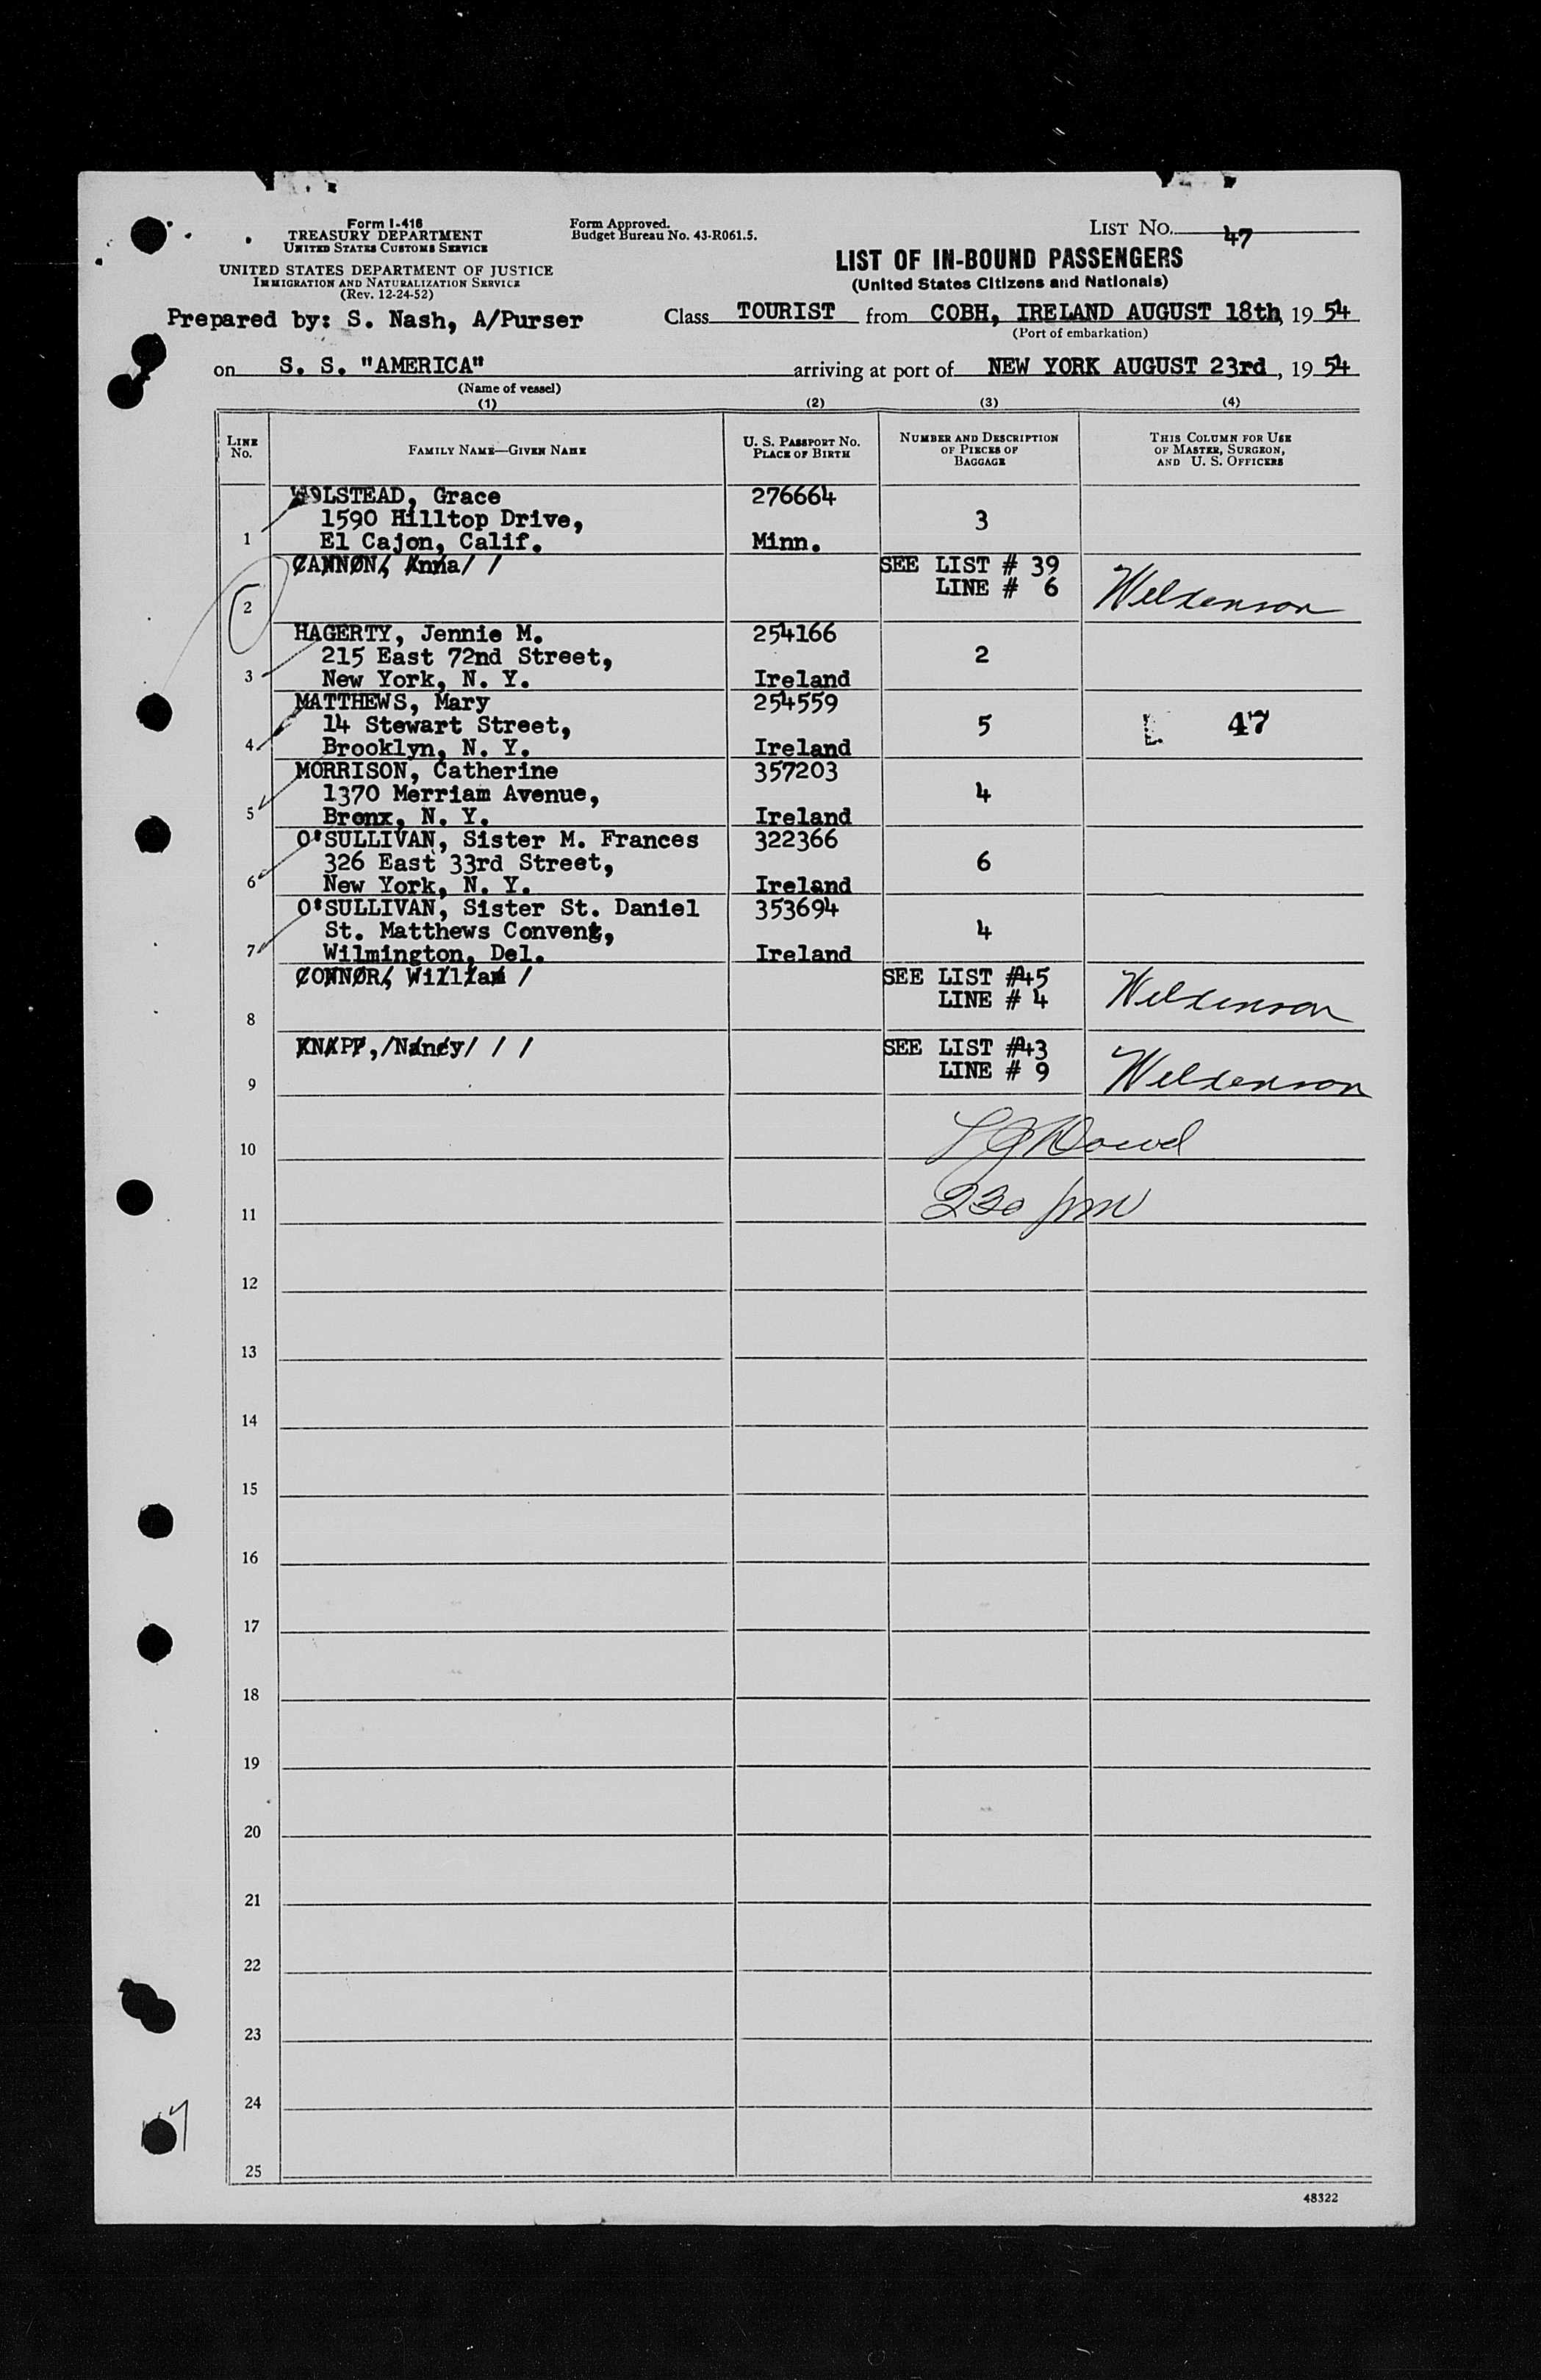 Form I-418
TREASURY DEPARTMENT
UNITED STATES CUSTOMS SERVICE
UNITED STATES DEPARTMENT OF JUSTICE
IMMIGRATION AND NATURALIZATION SERVICE
(Rev. 12-24-52)
Form Approved.
Budget Bureau No. 43-R061.5.
LIST NO. 47
LIST OF IN-BOUND PASSENGERS
(United States Citizens and Nationals)
Prepared by: S. Nash, A/Purser
Class TOURIST from COBH, IRELAND AUGUST 18th, 19 54
(Port of embarkation)
on S. S. "AMERICA" arriving at port of NEW YORK AUGUST 23rd, 19 54
(Name of vessel)
(1) (2) (3) (4)
LINE No. FAMILY NAME—GIVEN NAME U. S. PASSPORT NO. PLACE OF BIRTH NUMBER AND DESCRIPTION OF PIECES OF BAGGAGE THIS COLUMN FOR USE OF MASTER, SURGEON, AND U. S. OFFICERS
WOLSTEAD, Grace 276664
1590 Hilltop Drive, 3
1 El Cajon, Calif. Minn.
CANNON, Anna SEE LIST # 39
2 LINE # 6
HAGERTY, Jennie M. 254166
215 East 72nd Street, 2
3 New York, N. Y. Ireland
MATTHEWS, Mary 254559
14 Stewart Street, 5 47
4 Brooklyn, N. Y. Ireland
MORRISON, Catherine 357203
1370 Merriam Avenue, 4
5 Bronx, N. Y. Ireland
O'SULLIVAN, Sister M. Frances 322366
326 East 33rd Street, 6
6 New York, N. Y. Ireland
O'SULLIVAN, Sister St. Daniel 353694
St. Matthews Convent, 4
7 Wilmington, Del. Ireland
CONNOR, William SEE LIST #45
8 LINE # 4
KNAPP, Nancy SEE LIST #43
9 LINE # 9
10
11 230 pm
12
13
14
15
16
17
18
19
20
21
22
23
24
25
48322